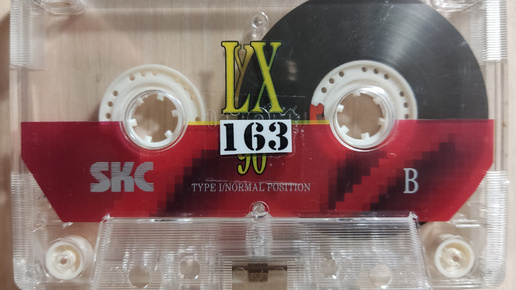 LX
163
90
SKC
TYPE I/NORMAL POSITION
B